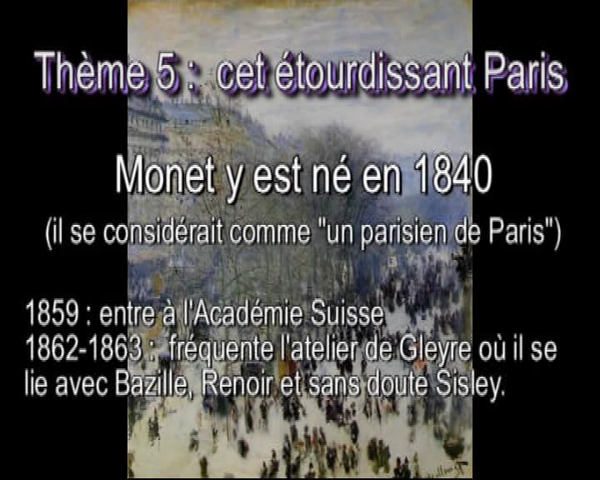 Thème 5 : cet étourdissant Paris
Monet y est né en 1840
(il se considérait comme "un parisien de Paris")
1859 : entre à l'Académie Suisse
1862-1863 : fréquente l'atelier de Gleyre où il se
lie avec Bazille, Renoir et sans doute Sisley.